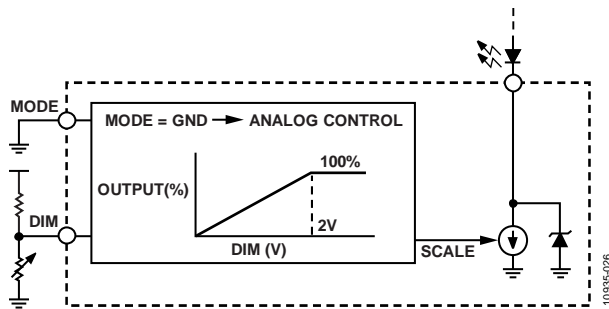 MODE
MODE = GND → ANALOG CONTROL
OUTPUT(%)
100%
DIM
2V
DIM (V)
SCALE
10935-026